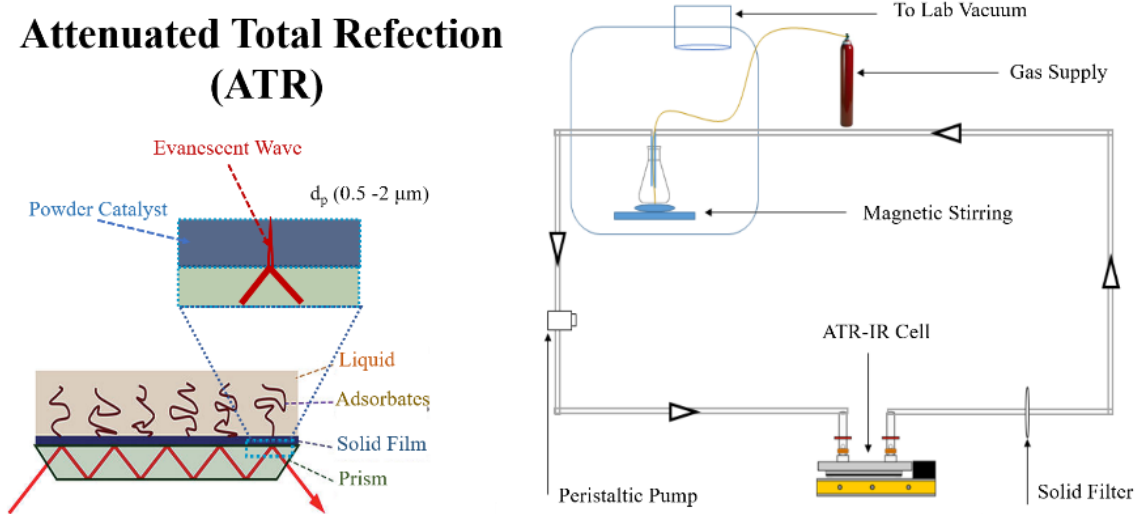 Attenuated Total Refection
(ATR)
Evanescent Wave
dp (0.5 -2 μm)
Powder Catalyst
Liquid
Adsorbates
Solid Film
Prism
To Lab Vacuum
Gas Supply
Magnetic Stirring
ATR-IR Cell
Peristaltic Pump
Solid Filter